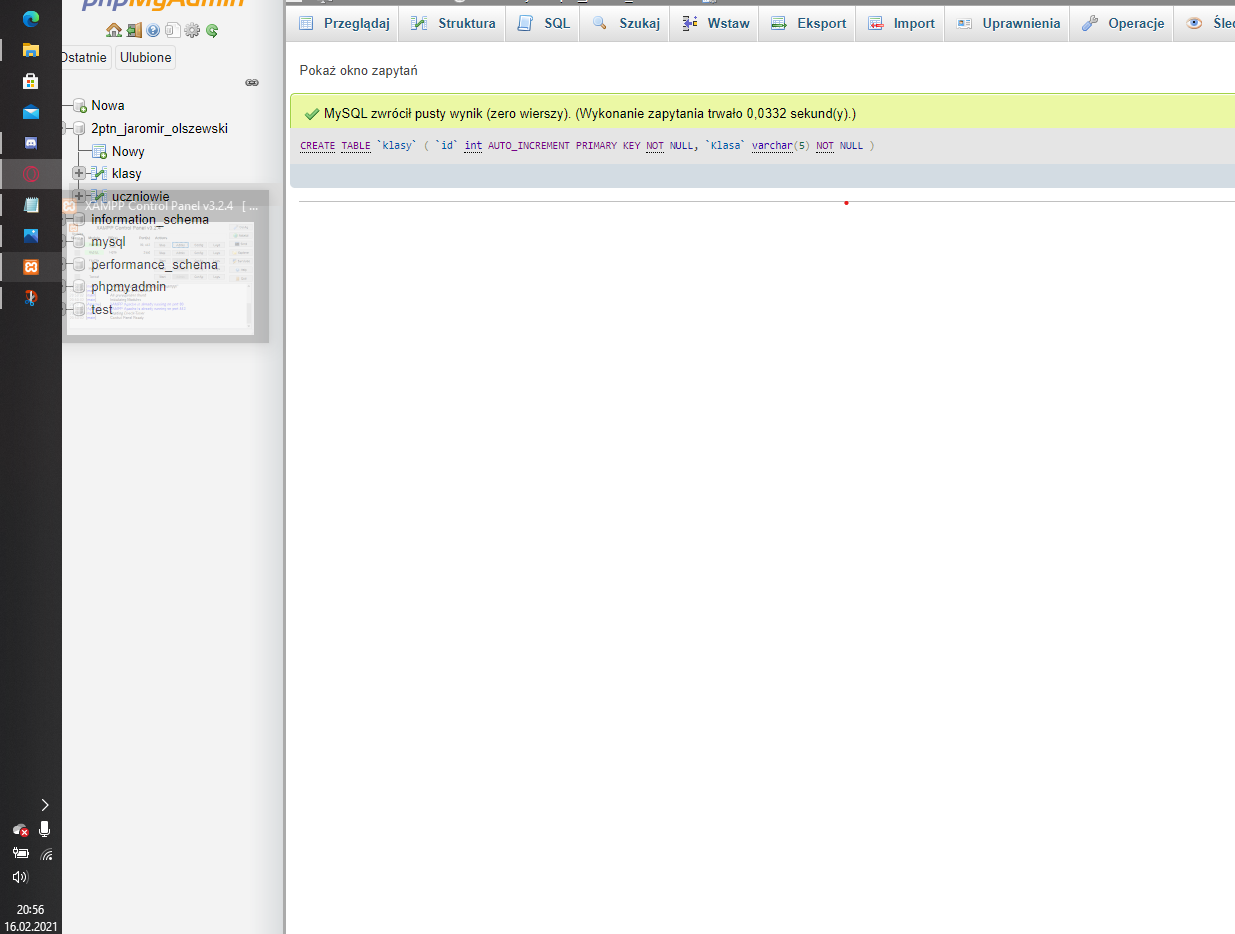 phpMyAdmin
Ostatnie
Ulubione
Nowa
2ptn_jaromir_olszewski
Nowy
klasy
uczniowie
XAMPP Control Panel v3.2.4 [ ...
information_schema
mysql
performance_schema
phpmyadmin
test
20:56
16.02.2021
Przeglądaj
Struktura
SQL
Szukaj
Wstaw
Eksport
Import
Uprawnienia
Operacje
Śle
Pokaż okno zapytań
MySQL zwrócił pusty wynik (zero wierszy). (Wykonanie zapytania trwało 0,0332 sekund(y).)
CREATE TABLE `klasy` ( `id` int AUTO_INCREMENT PRIMARY KEY NOT NULL, `Klasa` varchar(5) NOT NULL )